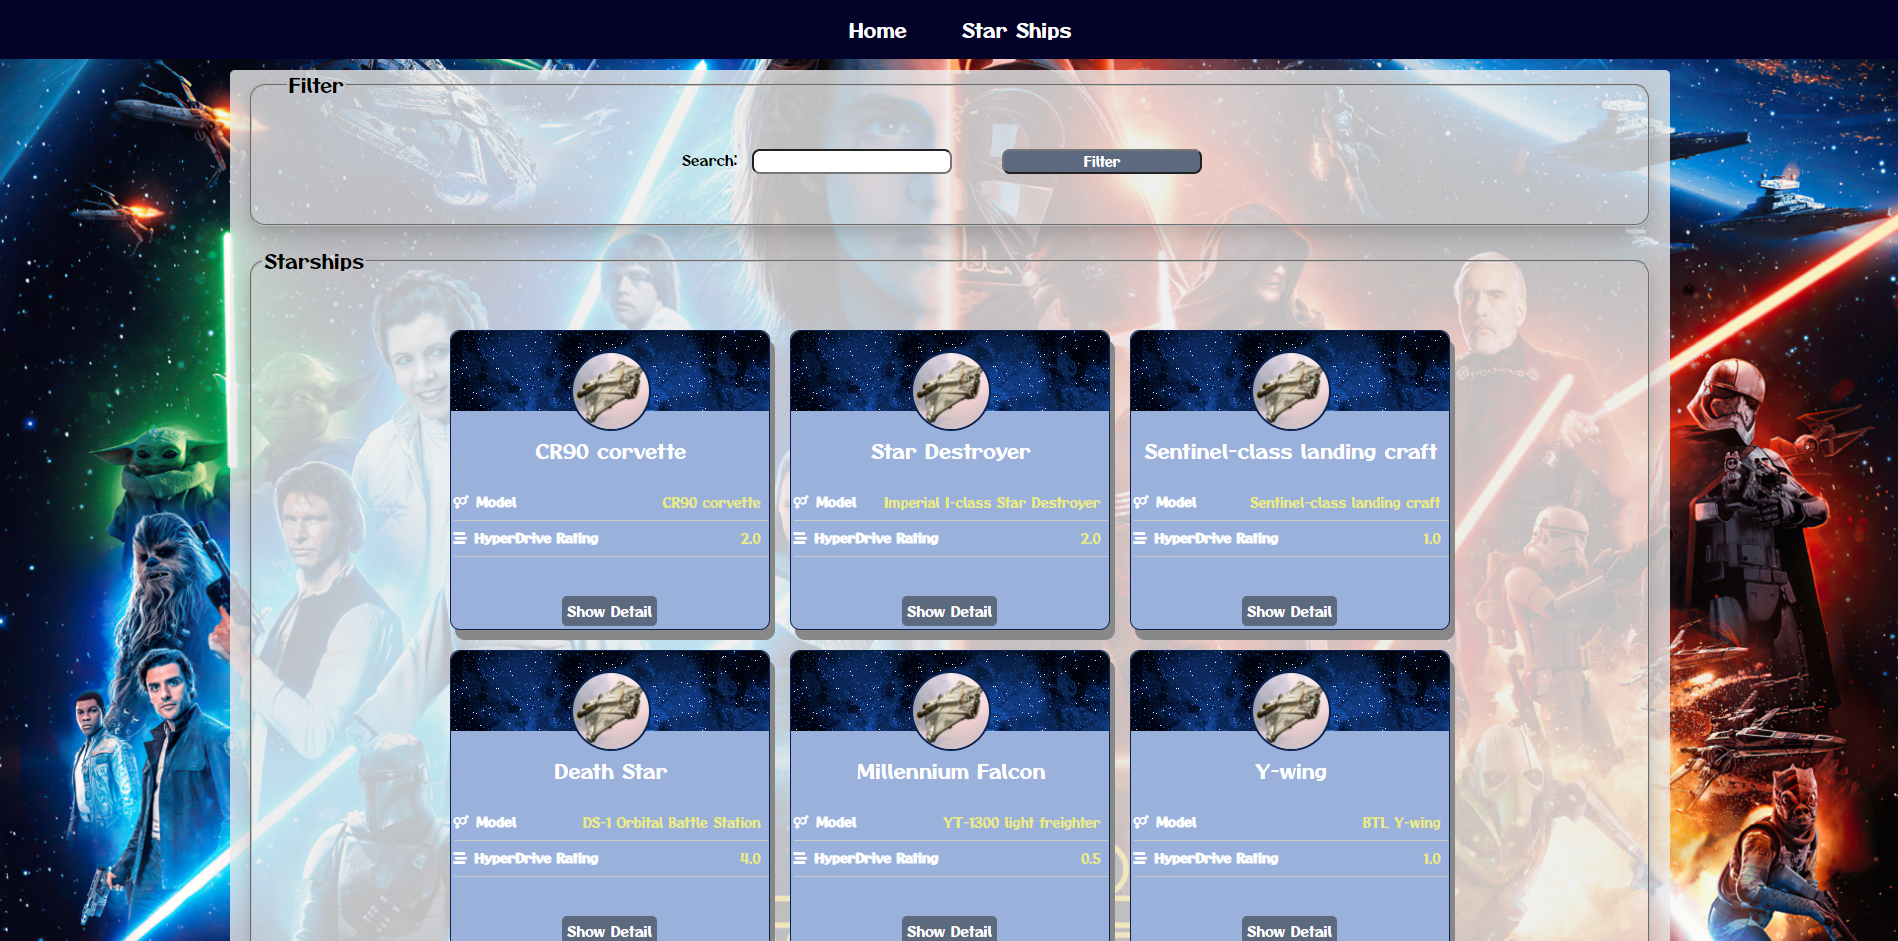 Home Star Ships
Filter
Search: Filter
Starships
CR90 corvette
Model CR90 corvette
HyperDrive Rating 2.0
Show Detail
Star Destroyer
Model Imperial I-class Star Destroyer
HyperDrive Rating 2.0
Show Detail
Sentinel-class landing craft
Model Sentinel-class landing craft
HyperDrive Rating 1.0
Show Detail
Death Star
Model DS-1 Orbital Battle Station
HyperDrive Rating 4.0
Show Detail
Millennium Falcon
Model YT-1300 light freighter
HyperDrive Rating 0.5
Show Detail
Y-wing
Model BTL Y-wing
HyperDrive Rating 1.0
Show Detail